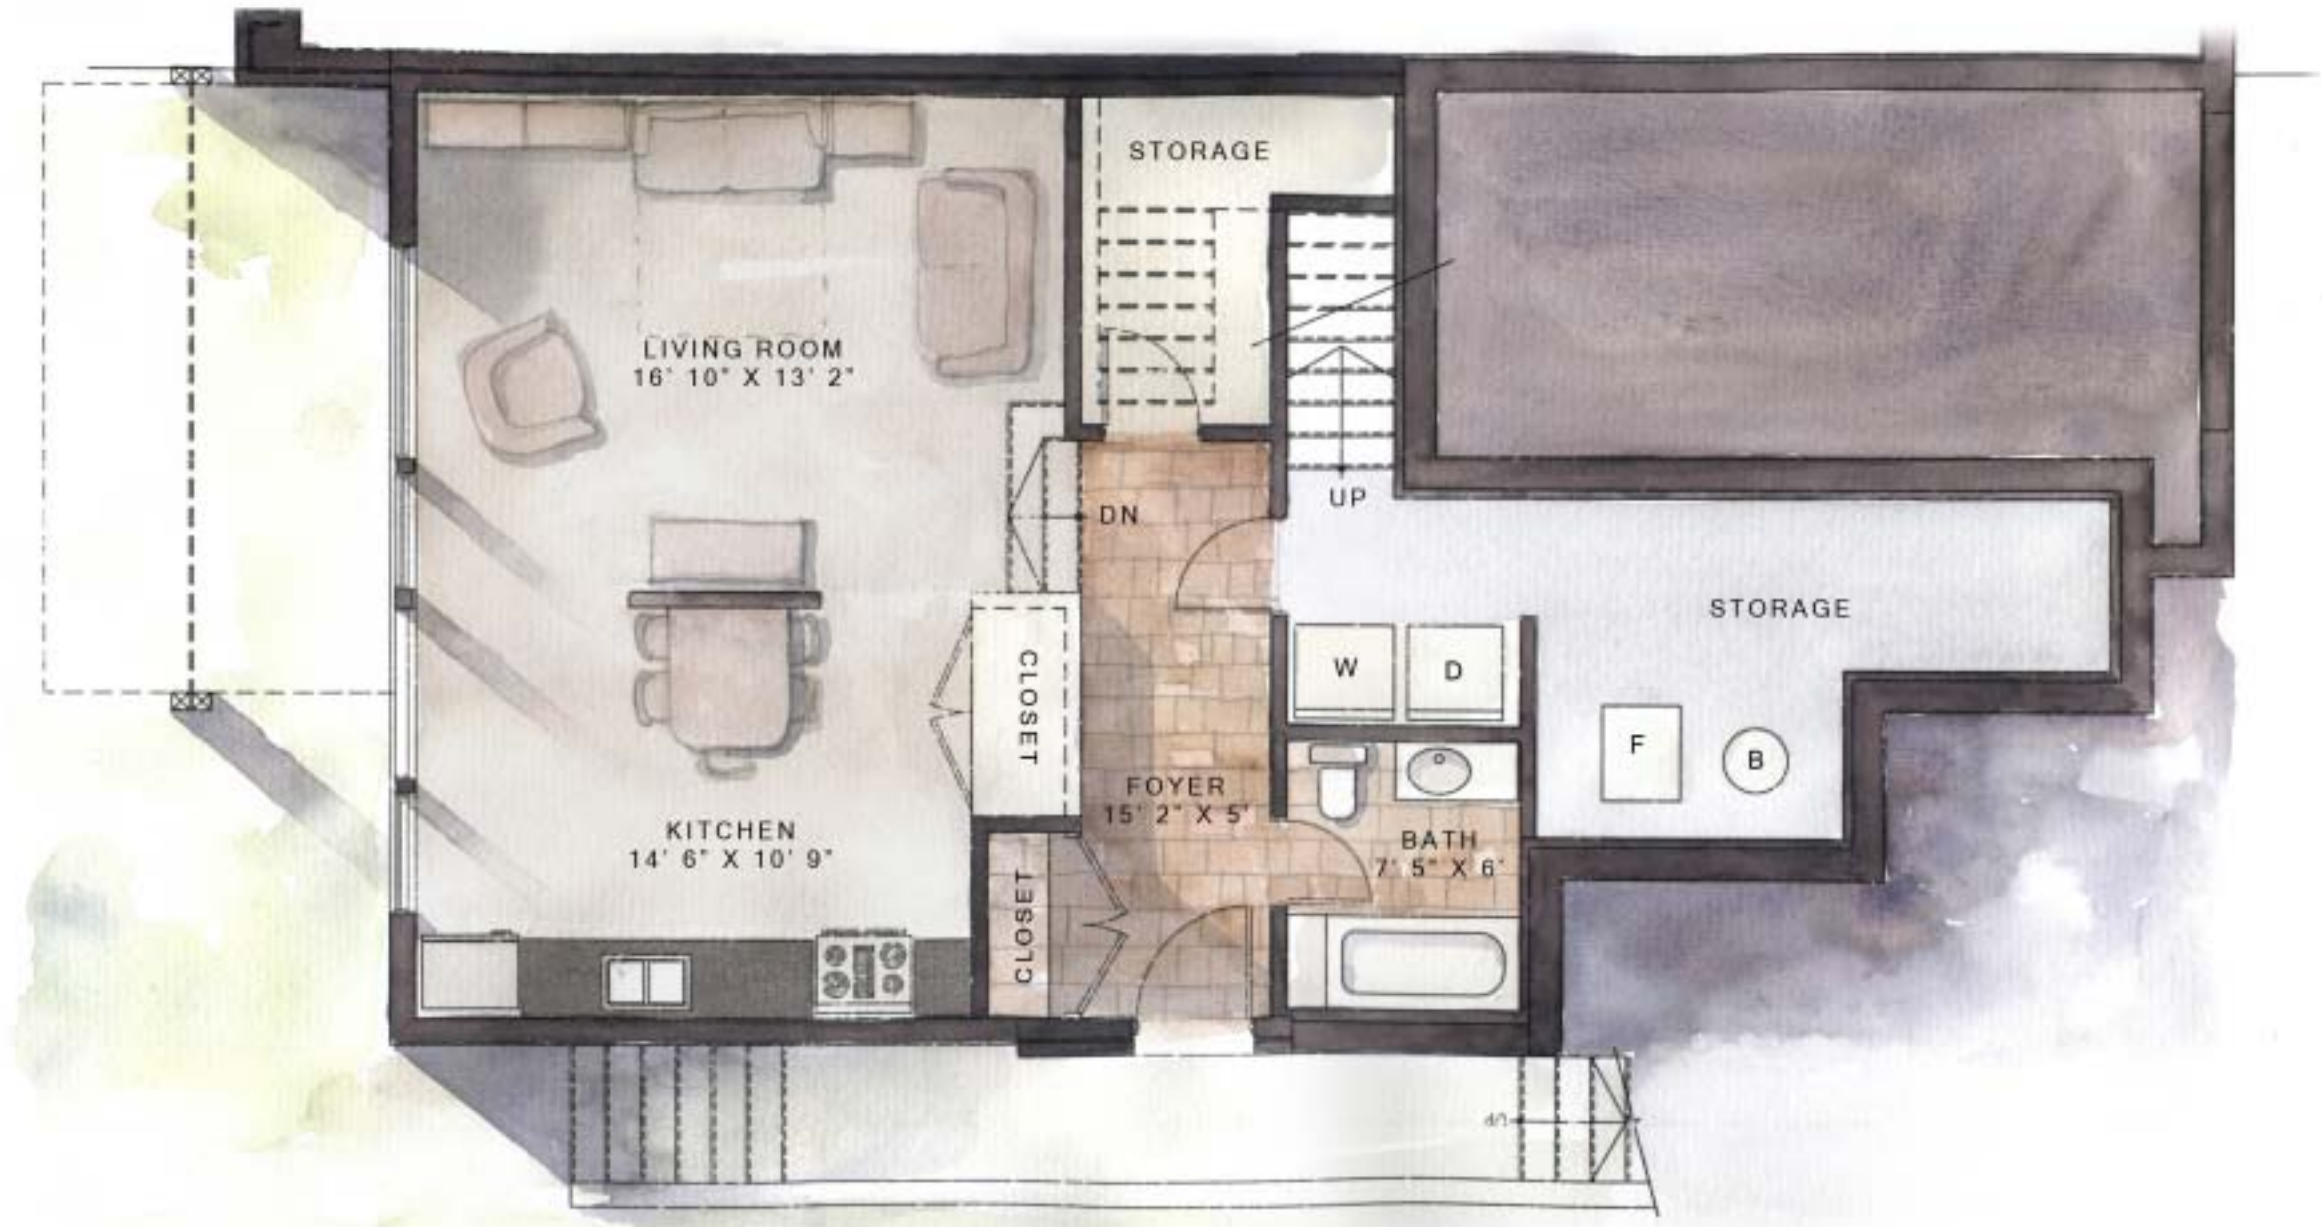 STORAGE
LIVING ROOM
16' 10" X 13' 2"
UP
DN
STORAGE
CLOSET
W
D
F
B
FOYER
15' 2" X 5'
KITCHEN
14' 6" X 10' 9"
BATH
7' 5" X 6'
CLOSET
UP